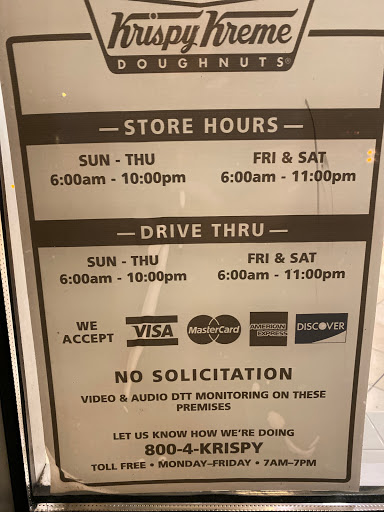 Krispy Kreme
DOUGHNUTS®
— STORE HOURS —
SUN - THU FRI & SAT
6:00am - 10:00pm 6:00am - 11:00pm
— DRIVE THRU —
SUN - THU FRI & SAT
6:00am - 10:00pm 6:00am - 11:00pm
WE
ACCEPT
VISA MasterCard AMERICAN EXPRESS DISCOVER
NO SOLICITATION
VIDEO & AUDIO DTT MONITORING ON THESE
PREMISES
LET US KNOW HOW WE'RE DOING
800-4-KRISPY
TOLL FREE • MONDAY–FRIDAY • 7AM–7PM